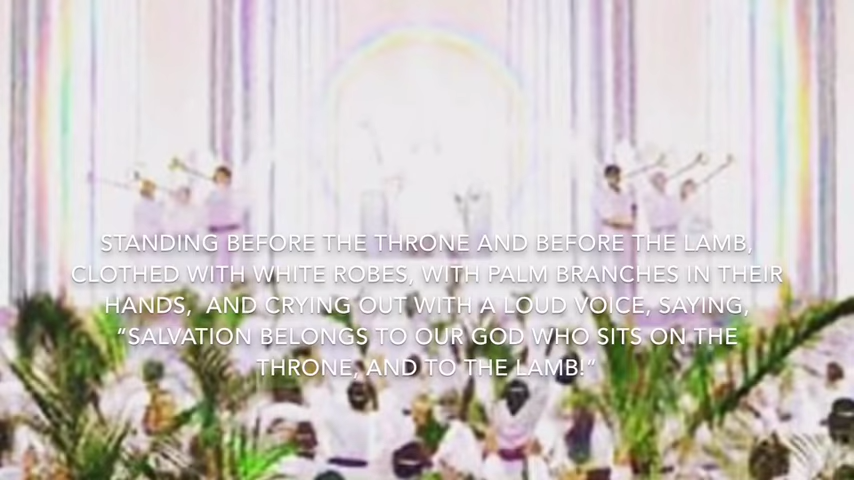 STANDING BEFORE THE THRONE AND BEFORE THE LAMB,
CLOTHED WITH WHITE ROBES, WITH PALM BRANCHES IN THEIR
HANDS,  AND CRYING OUT WITH A LOUD VOICE, SAYING,
“SALVATION BELONGS TO OUR GOD WHO SITS ON THE
THRONE, AND TO THE LAMB!”